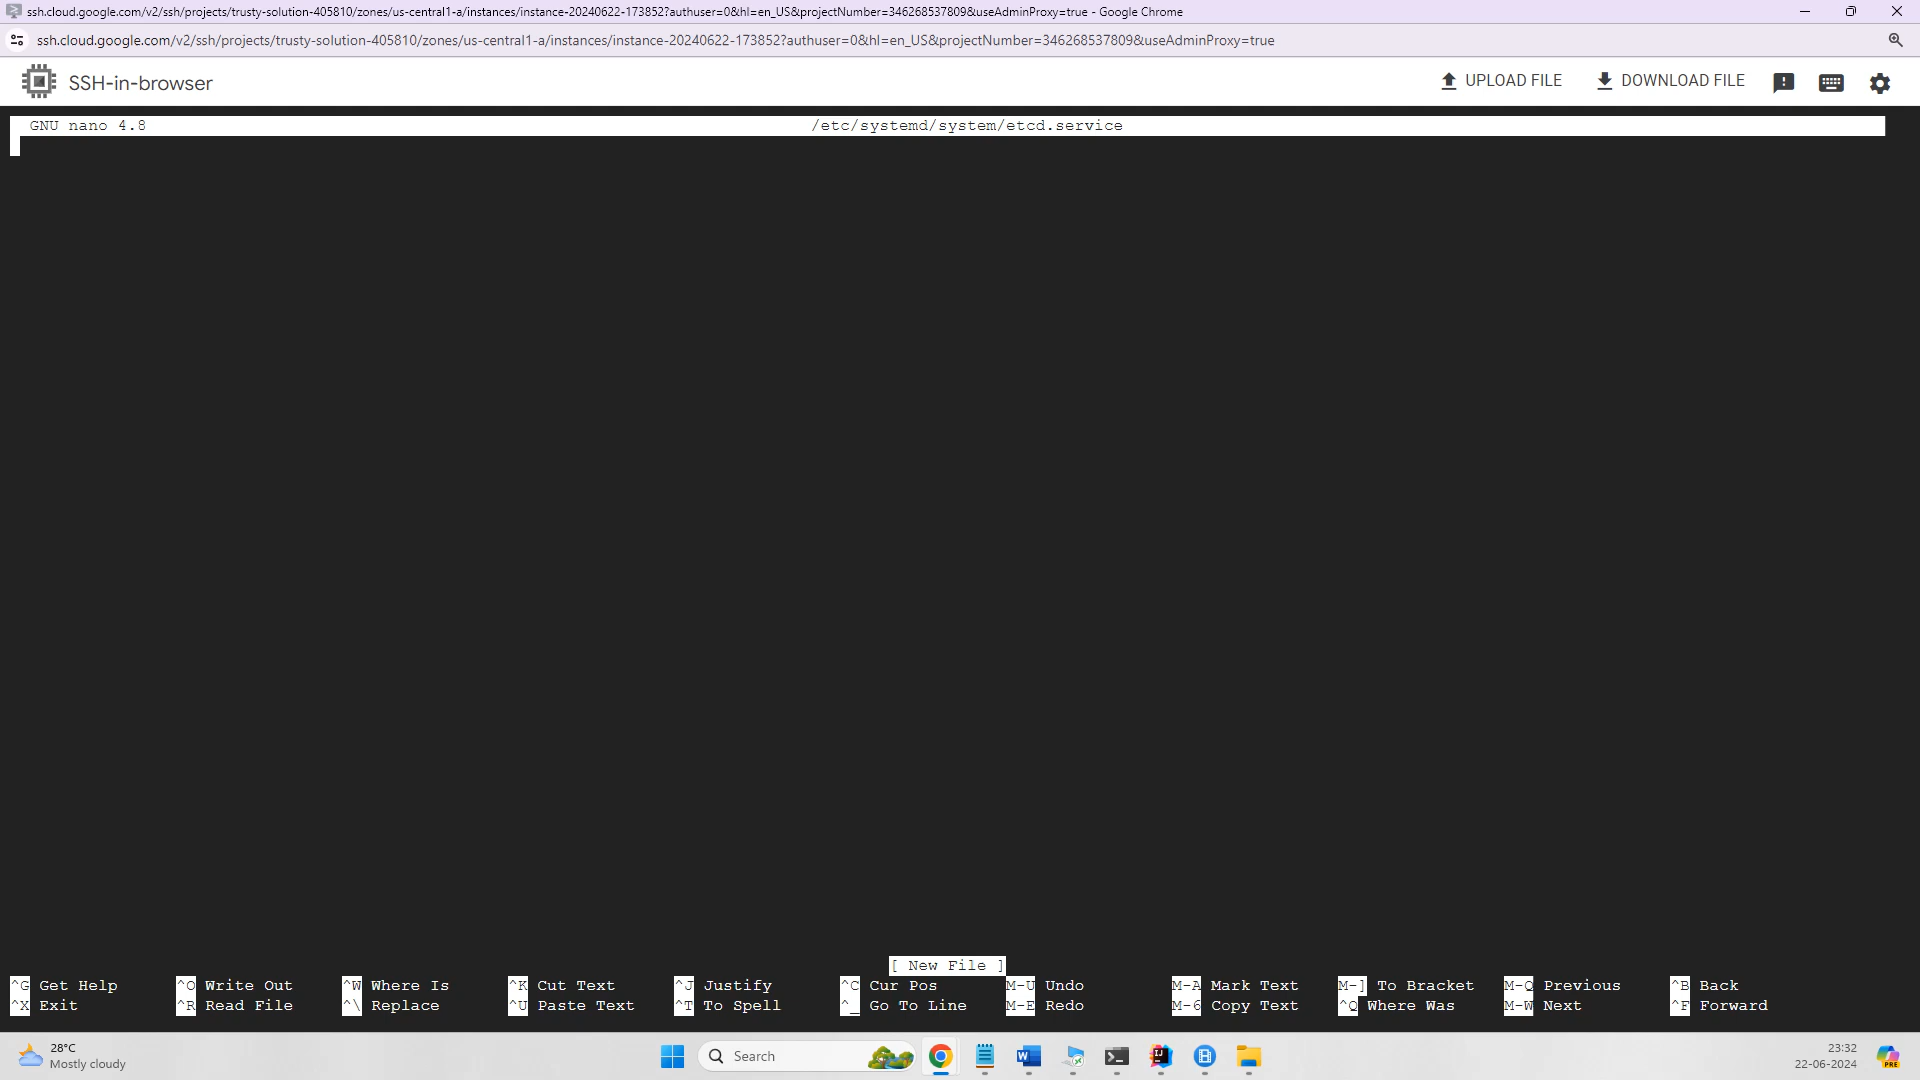 ssh.cloud.google.com/v2/ssh/projects/trusty-solution-405810/zones/us-central1-a/instances/instance-20240622-173852?authuser=0&hl=en_US&projectNumber=346268537809&useAdminProxy=true - Google Chrome
ssh.cloud.google.com/v2/ssh/projects/trusty-solution-405810/zones/us-central1-a/instances/instance-20240622-173852?authuser=0&hl=en_US&projectNumber=346268537809&useAdminProxy=true
SSH-in-browser UPLOAD FILE DOWNLOAD FILE
GNU nano 4.8 /etc/systemd/system/etcd.service
[ New File ]
^G Get Help ^O Write Out ^W Where Is ^K Cut Text ^J Justify ^C Cur Pos M-U Undo M-A Mark Text M-] To Bracket M-Q Previous ^B Back
^X Exit ^R Read File ^\ Replace ^U Paste Text ^T To Spell ^_ Go To Line M-E Redo M-6 Copy Text ^Q Where Was M-W Next ^F Forward
28°C
Mostly cloudy
Search
23:32
22-06-2024